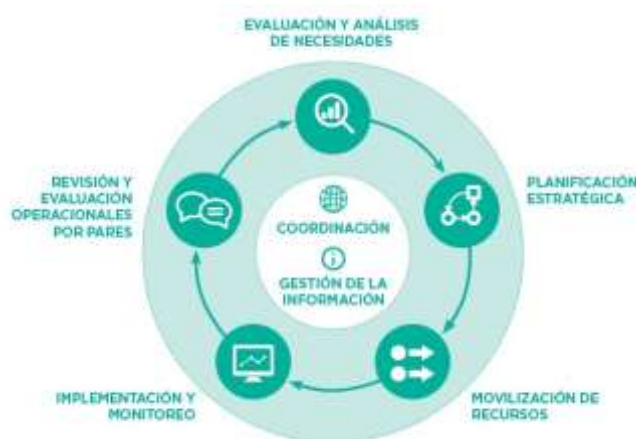 EVALUACIÓN Y ANÁLISIS
DE NECESIDADES
PLANIFICACIÓN
ESTRATÉGICA
MOVILIZACIÓN DE
RECURSOS
IMPLEMENTACIÓN Y
MONITOREO
REVISIÓN Y
EVALUACIÓN
OPERACIONALES
POR PARES
COORDINACIÓN
GESTIÓN DE LA
INFORMACIÓN